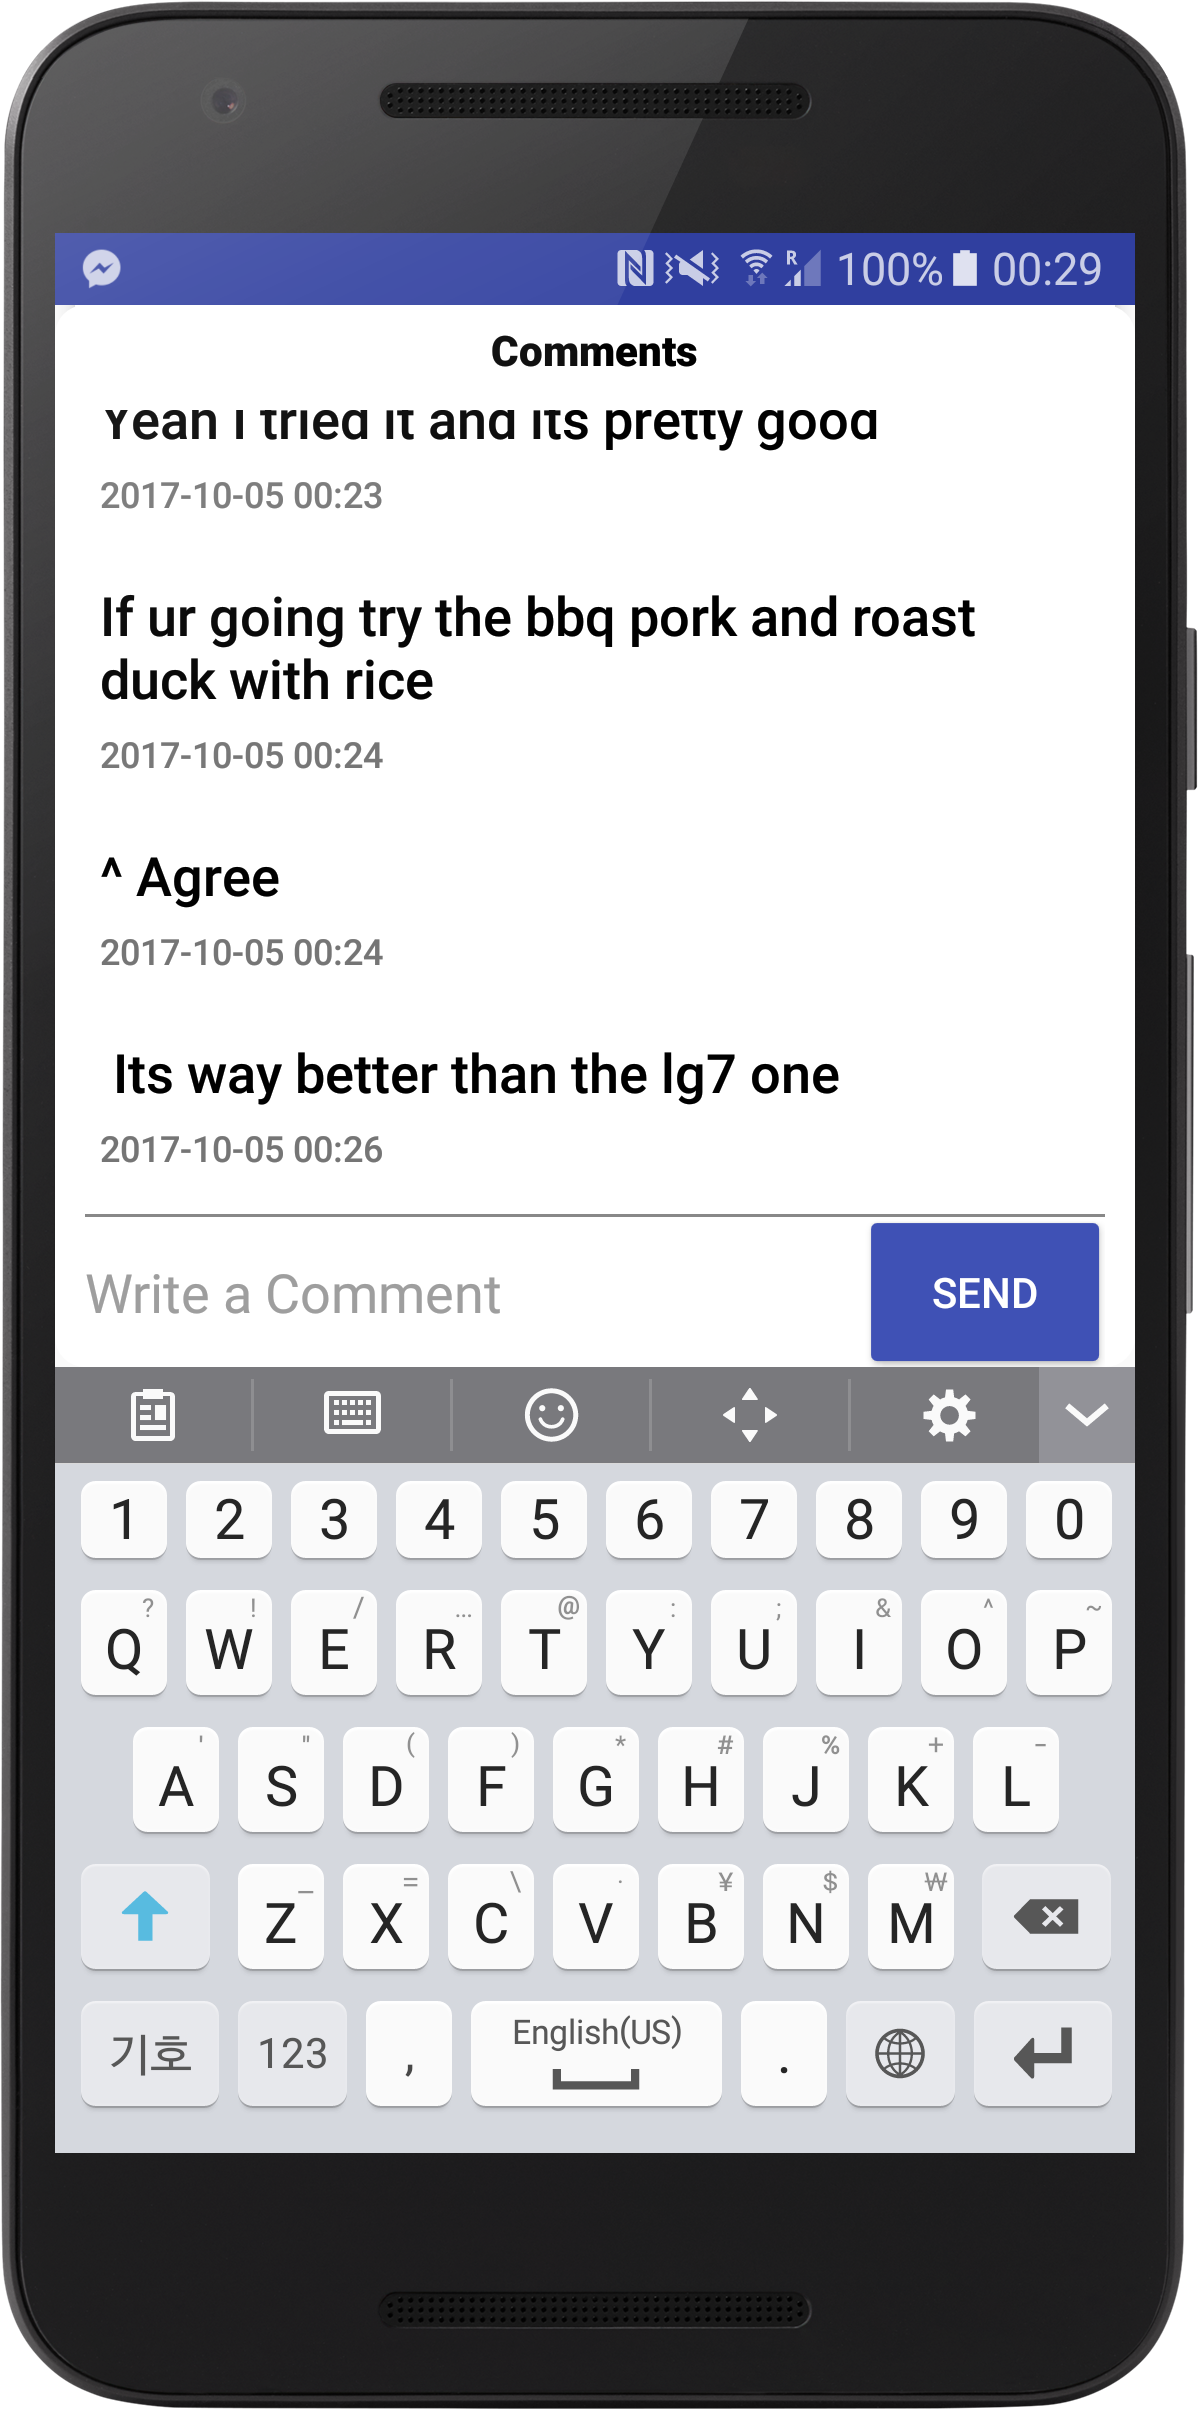 100% 00:29
Comments
Yeah I tried it and its pretty good
2017-10-05 00:23
If ur going try the bbq pork and roast
duck with rice
2017-10-05 00:24
^ Agree
2017-10-05 00:24
Its way better than the lg7 one
2017-10-05 00:26
Write a Comment SEND
1 2 3 4 5 6 7 8 9 0
? ! / ... @ : ; & ^ ~
Q W E R T Y U I O P
' " ( ) * # % + -
A S D F G H J K L
_ = \ · ¥ $ ₩
Z X C V B N M
기호 123 , English(US) .